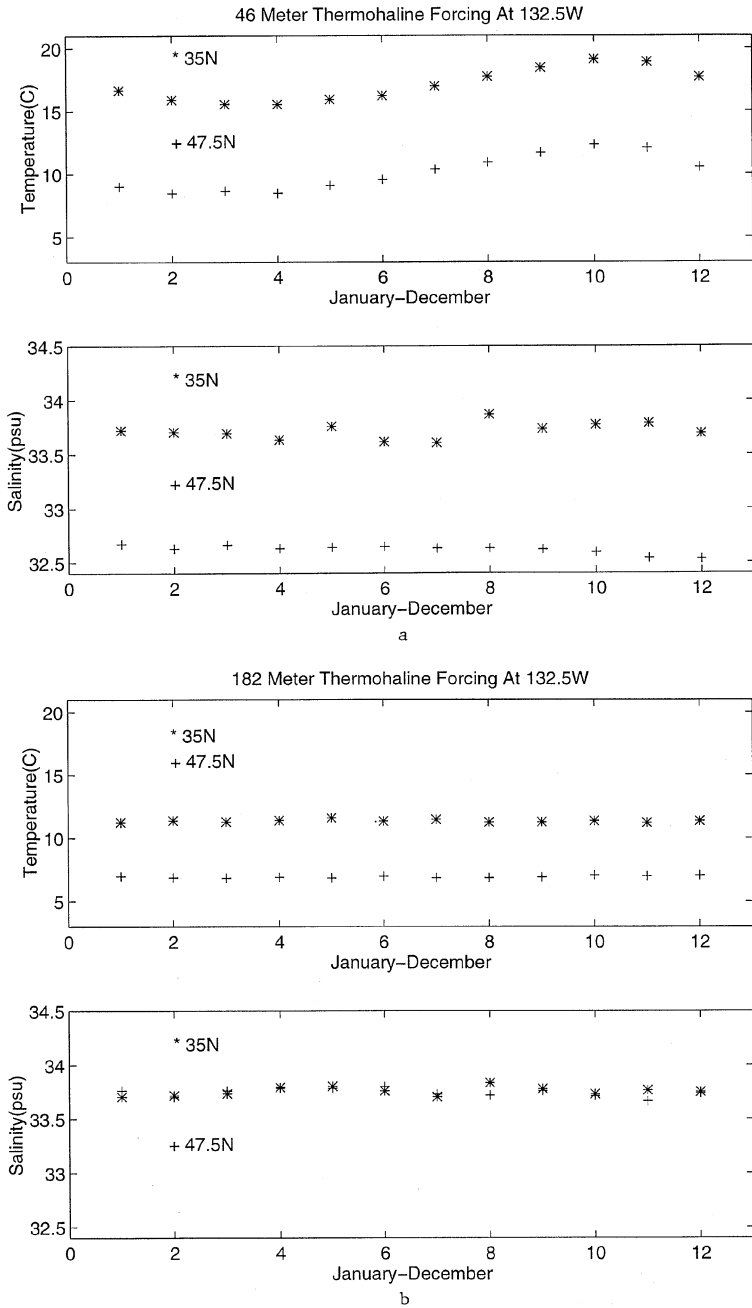 46 Meter Thermohaline Forcing At 132.5W
20
15
10
5
Temperature(C)
* 35N
+ 47.5N
0 2 4 6 8 10 12
January-December
34.5
34
33.5
33
32.5
Salinity(psu)
* 35N
+ 47.5N
0 2 4 6 8 10 12
January-December
a
182 Meter Thermohaline Forcing At 132.5W
20
15
10
5
Temperature(C)
* 35N
+ 47.5N
0 2 4 6 8 10 12
January-December
34.5
34
33.5
33
32.5
Salinity(psu)
* 35N
+ 47.5N
0 2 4 6 8 10 12
January-December
b